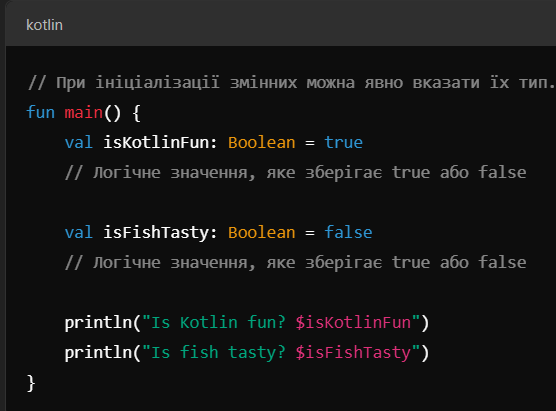 kotlin
// При ініціалізації змінних можна явно вказати їх тип.
fun main() {
    val isKotlinFun: Boolean = true
    // Логічне значення, яке зберігає true або false
    val isFishTasty: Boolean = false
    // Логічне значення, яке зберігає true або false
    println("Is Kotlin fun? $isKotlinFun")
    println("Is fish tasty? $isFishTasty")
}